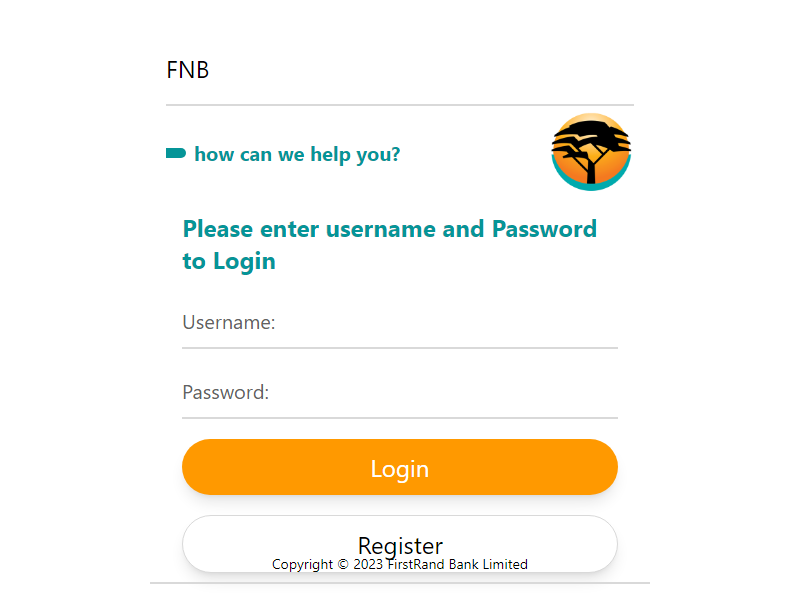 FNB
how can we help you?
Please enter username and Password
to Login
Username:
Password:
Login
Register
Copyright © 2023 FirstRand Bank Limited